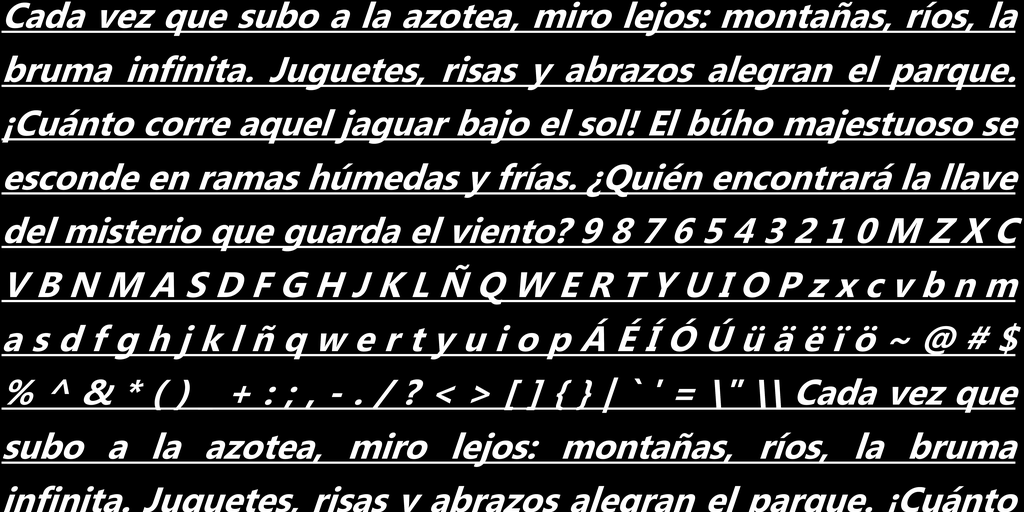 Cada vez que subo a la azotea, miro lejos: montañas, ríos, la
bruma infinita. Juguetes, risas y abrazos alegran el parque.
¡Cuánto corre aquel jaguar bajo el sol! El búho majestuoso se
esconde en ramas húmedas y frías. ¿Quién encontrará la llave
del misterio que guarda el viento? 9 8 7 6 5 4 3 2 1 0 M Z X C
V B N M A S D F G H J K L Ñ Q W E R T Y U I O P z x c v b n m
a s d f g h j k l ñ q w e r t y u i o p Á É Í Ó Ú ü ä ë ï ö ~ @ # $
% ^ & * ( ) + : ; , - . / ? < > [ ] { } | ` ' = \" \\ Cada vez que
subo a la azotea, miro lejos: montañas, ríos, la bruma
infinita. Juguetes, risas y abrazos alegran el parque. ¡Cuánto